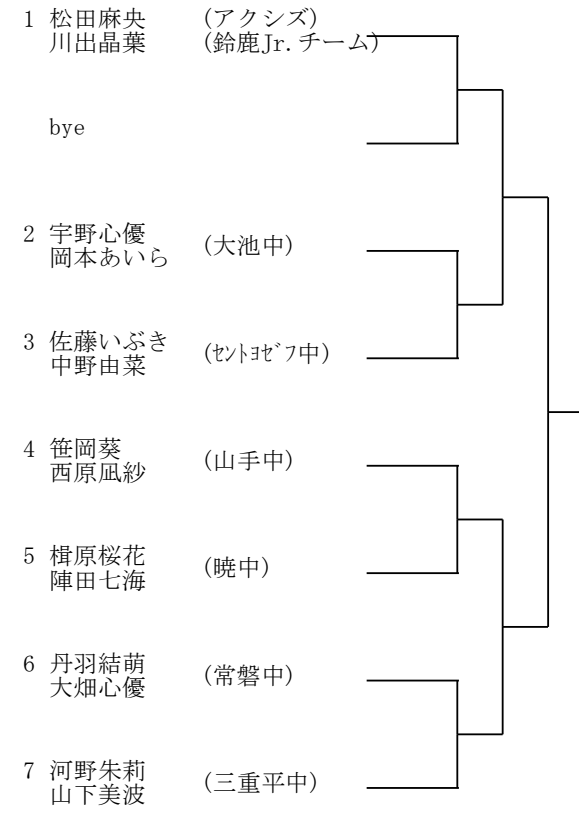 1 松田麻央 (アクシズ)
川出晶葉 (鈴鹿Jr.チーム)
bye
2 宇野心優
岡本あいら (大池中)
3 佐藤いぶき
中野由菜 (ｾﾝﾄﾖｾﾞﾌ中)
4 笹岡葵
西原凪紗 (山手中)
5 楫原桜花
陣田七海 (暁中)
6 丹羽結萌
大畑心優 (常磐中)
7 河野朱莉
山下美波 (三重平中)